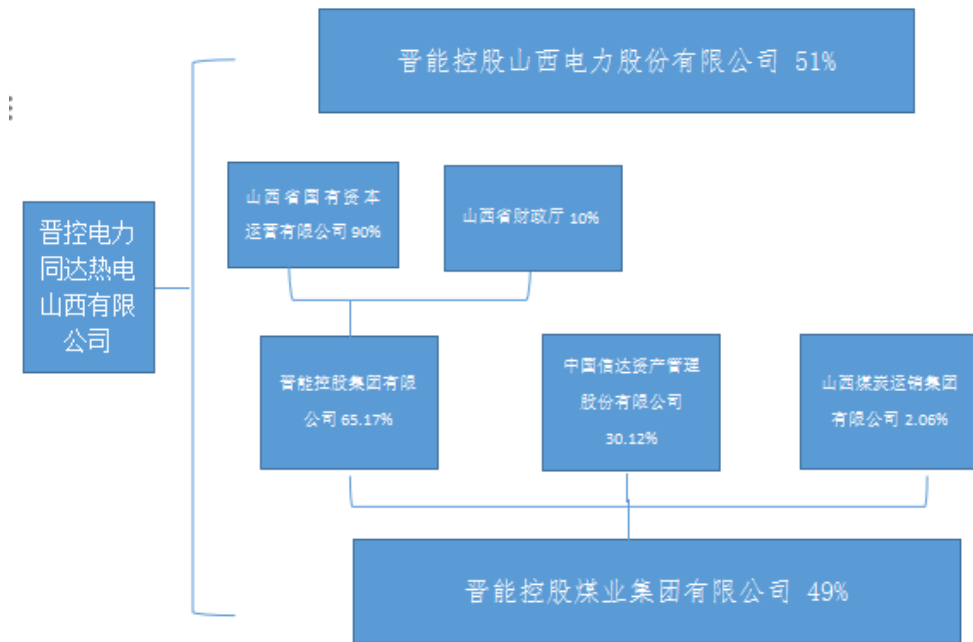 晋能控股山西电力股份有限公司 51%
山西省国有资本
运营有限公司 90%
山西省财政厅 10%
晋控电力
同达热电
山西有限
公司
晋能控股集团有限
公司 65.17%
中国信达资产管理
股份有限公司
30.12%
山西煤炭运销集团
有限公司 2.06%
晋能控股煤业集团有限公司 49%